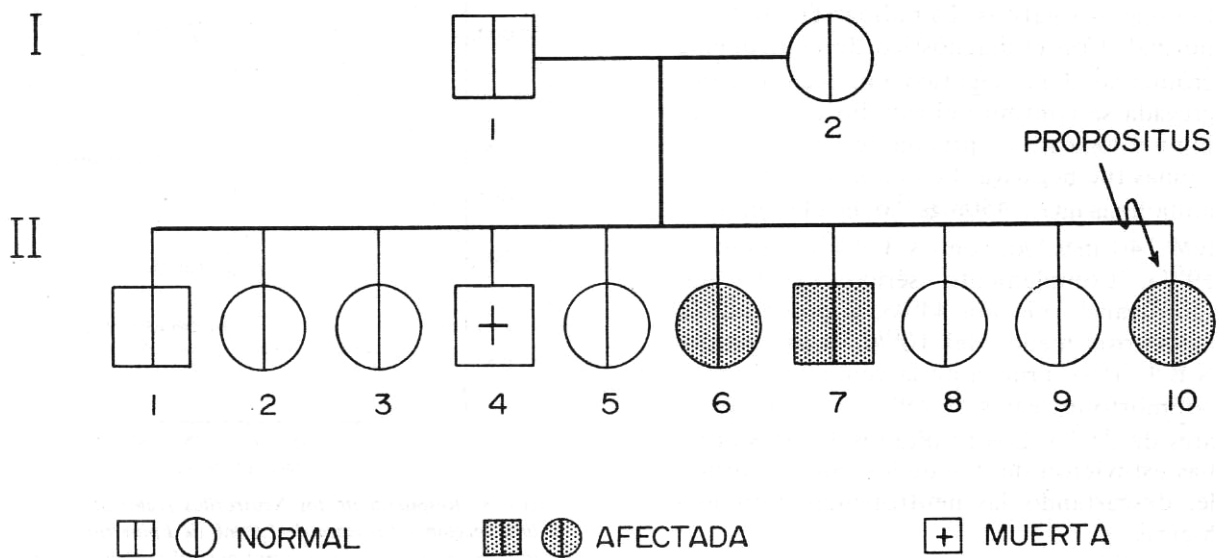 I
1
2
PROPOSITUS
II
1 2 3 4 5 6 7 8 9 10
NORMAL AFECTADA MUERTA